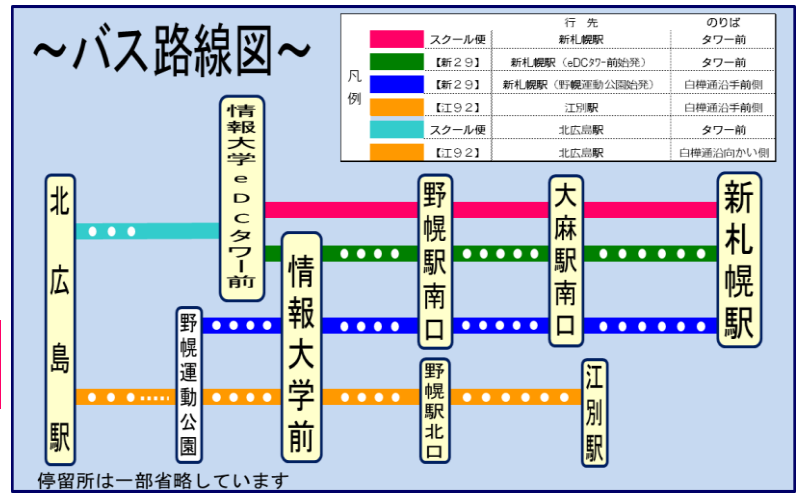 ～バス路線図～
行 先 のりば
凡例
スクール便 新札幌駅 タワー前
【新２９】 新札幌駅（eDCﾀﾜｰ前始発） タワー前
【新２９】 新札幌駅（野幌運動公園始発） 白樺通沿手前側
【江９２】 江別駅 白樺通沿手前側
スクール便 北広島駅 タワー前
【江９２】 北広島駅 白樺通沿向かい側
北広島駅
情報大学ｅＤＣタワー前
野幌運動公園
情報大学前
野幌駅南口
野幌駅北口
大麻駅南口
江別駅
新札幌駅
停留所は一部省略しています